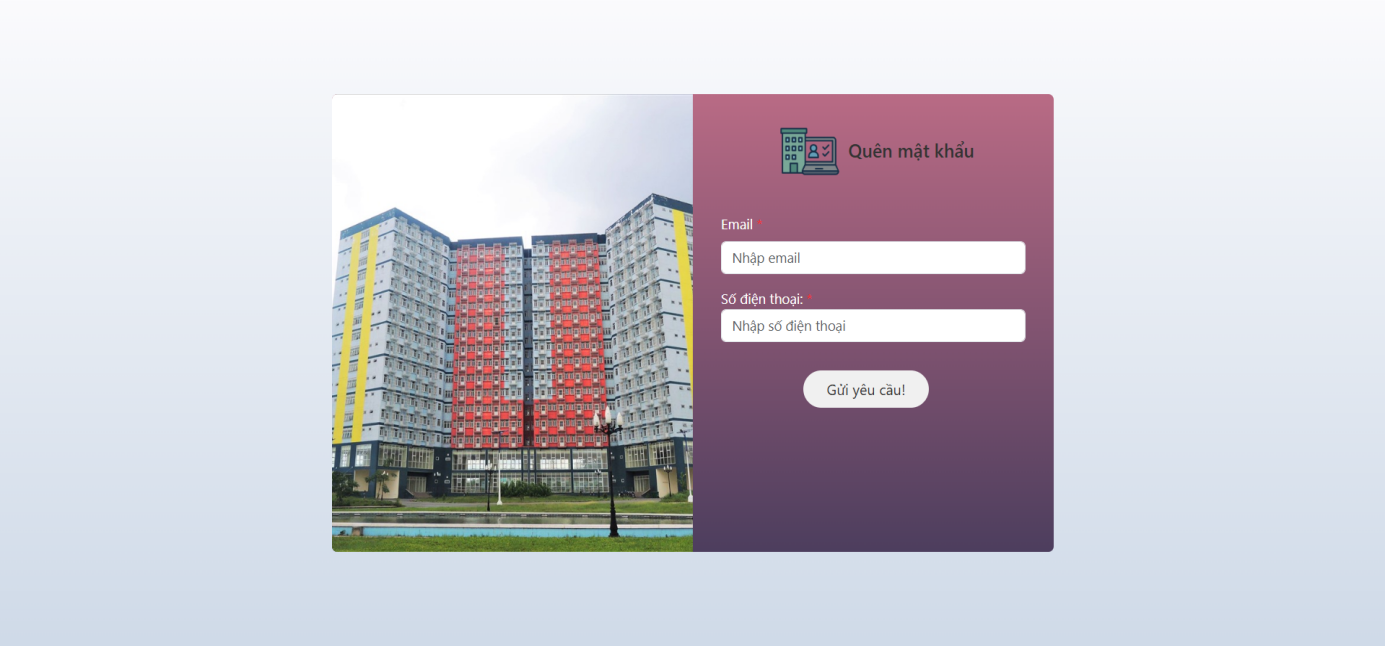 Quên mật khẩu
Email *
Nhập email
Số điện thoại: *
Nhập số điện thoại
Gửi yêu cầu!